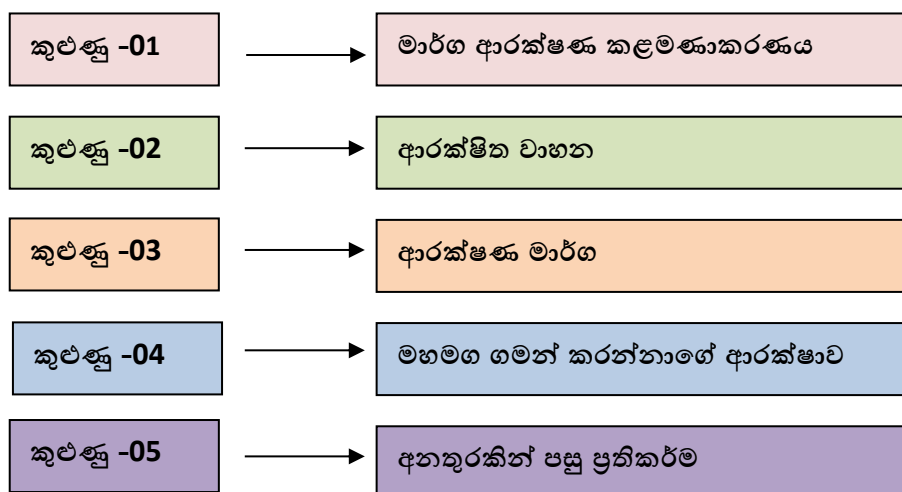 කුළුණු -01 මාර්ග ආරක්ෂණ කළමණාකරණය
කුළුණු -02 ආරක්ෂිත වාහන
කුළුණු -03 ආරක්ෂණ මාර්ග
කුළුණු -04 මහමග ගමන් කරන්නාගේ ආරක්ෂාව
කුළුණු -05 අනතුරකින් පසු ප්‍රතිකර්ම